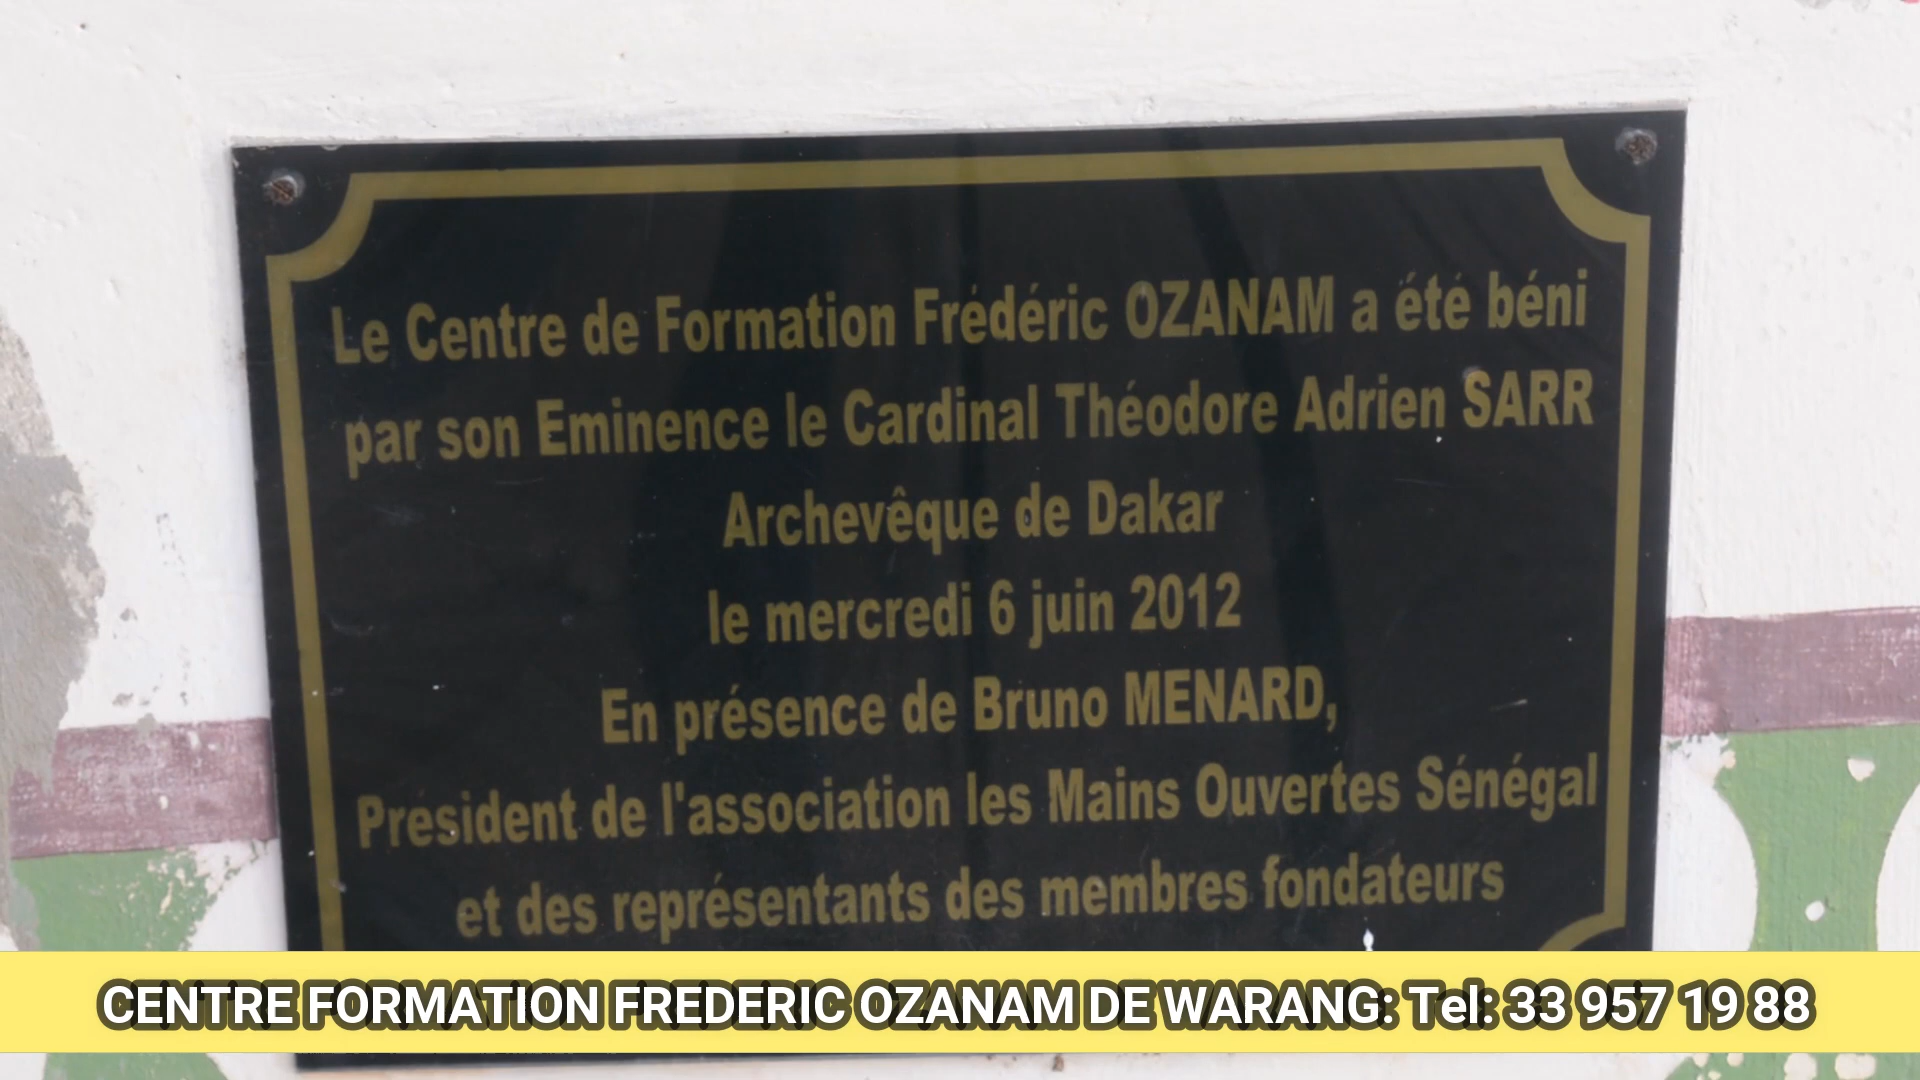 Le Centre de Formation Frédéric OZANAM a été béni
par son Eminence le Cardinal Théodore Adrien SARR
Archevêque de Dakar
le mercredi 6 juin 2012
En présence de Bruno MENARD,
Président de l'association les Mains Ouvertes Sénégal
et des représentants des membres fondateurs
CENTRE FORMATION FREDERIC OZANAM DE WARANG: Tel: 33 957 19 88